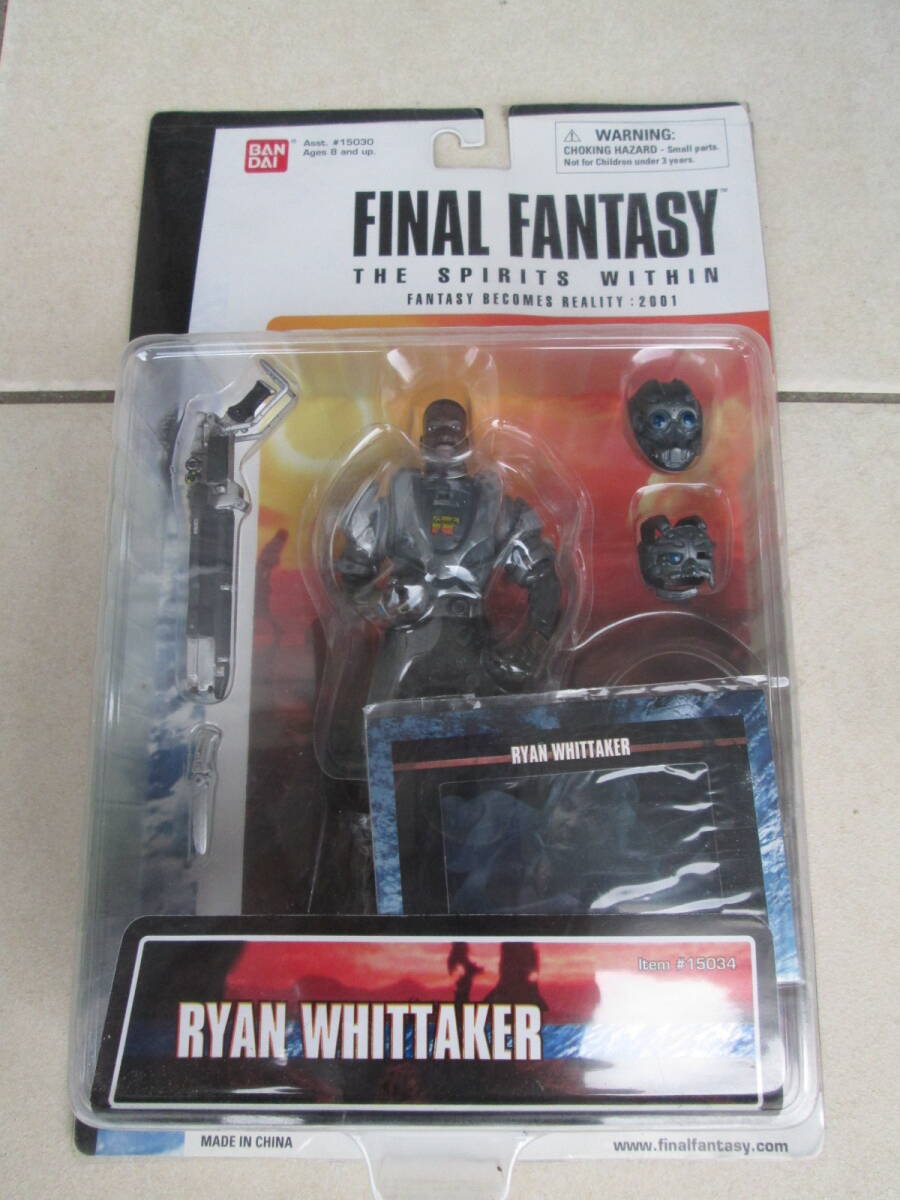 BAN
DAI
Asst. #15030
Ages 8 and up.
WARNING:
CHOKING HAZARD - Small parts.
Not for Children under 3 years.
FINAL FANTASY™
THE SPIRITS WITHIN
FANTASY BECOMES REALITY : 2001
RYAN WHITTAKER
Item #15034
RYAN WHITTAKER
MADE IN CHINA
www.finalfantasy.com